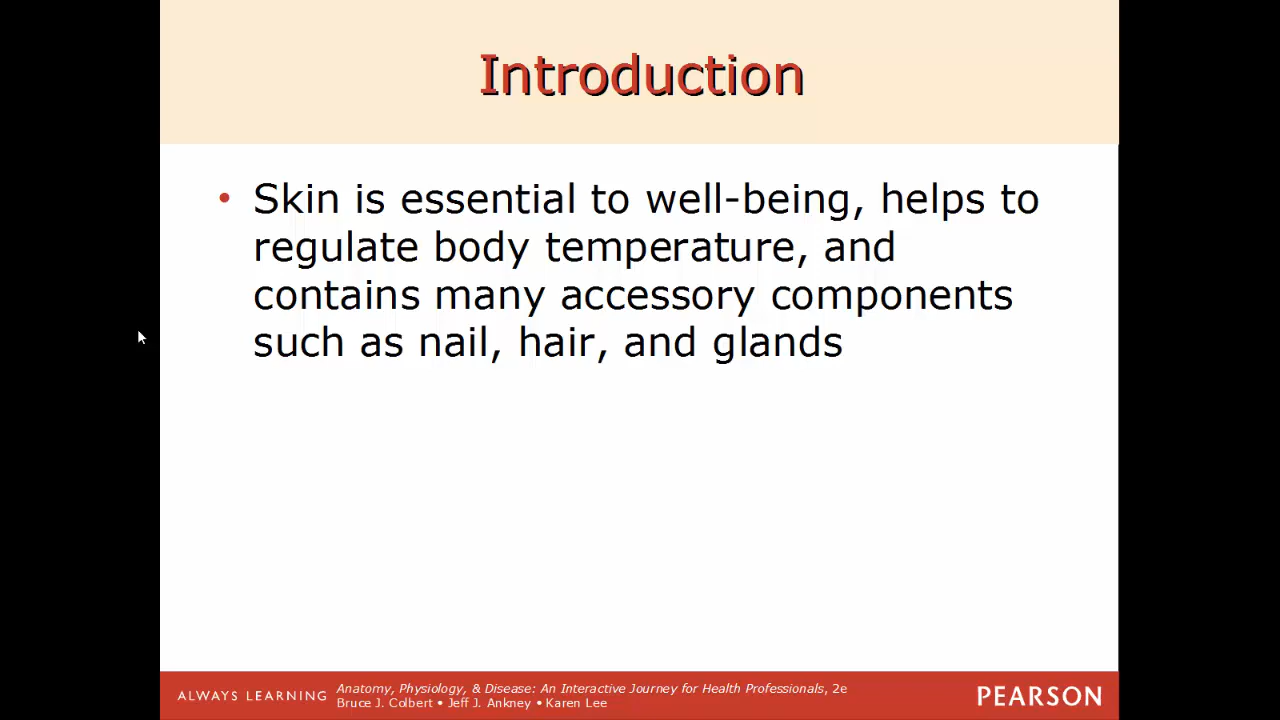 Introduction
• Skin is essential to well-being, helps to
regulate body temperature, and
contains many accessory components
such as nail, hair, and glands
ALWAYS LEARNING
Anatomy, Physiology, & Disease: An Interactive Journey for Health Professionals, 2e
Bruce J. Colbert • Jeff J. Ankney • Karen Lee
PEARSON